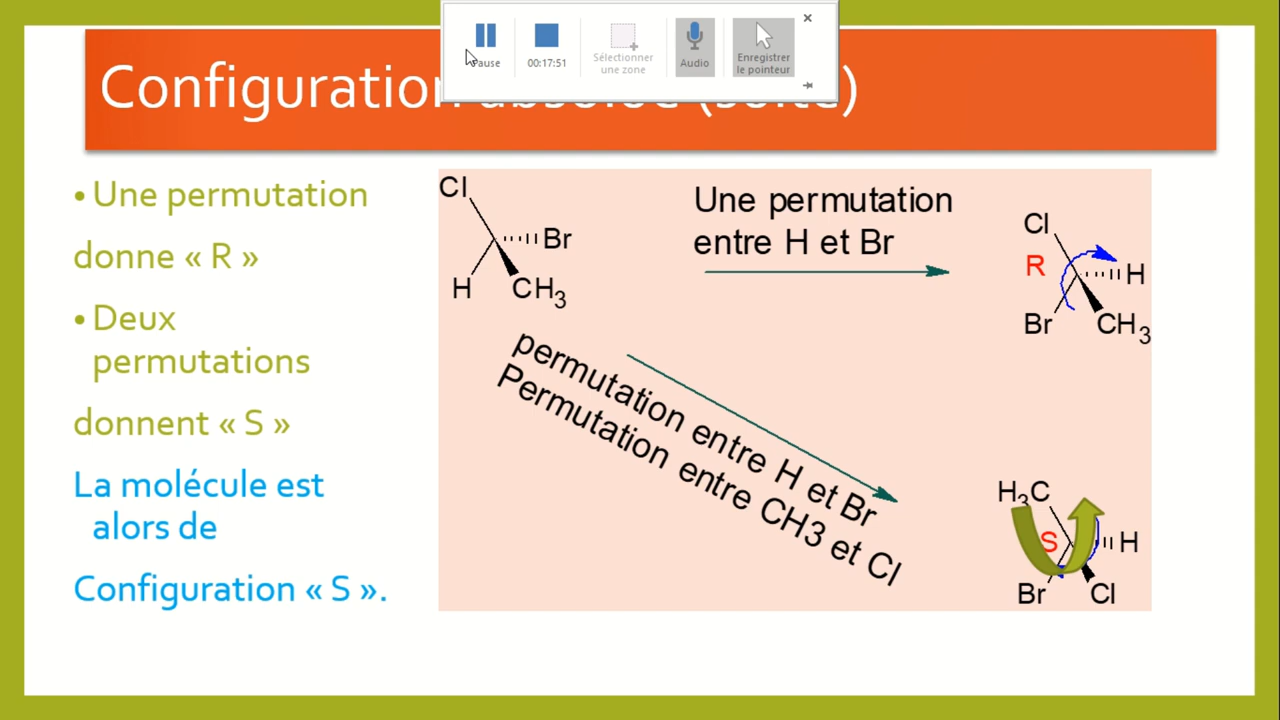 Pause
00:17:51
Sélectionner
une zone
Audio
Enregistrer
le pointeur
Configuration absolue (suite)
• Une permutation
donne « R »
• Deux
permutations
donnent « S »
La molécule est
alors de
Configuration « S ».
Cl
Br
H
CH3
Une permutation
entre H et Br
Cl
R
H
Br
CH3
permutation entre H et Br
Permutation entre CH3 et Cl
H3C
S
H
Br
Cl